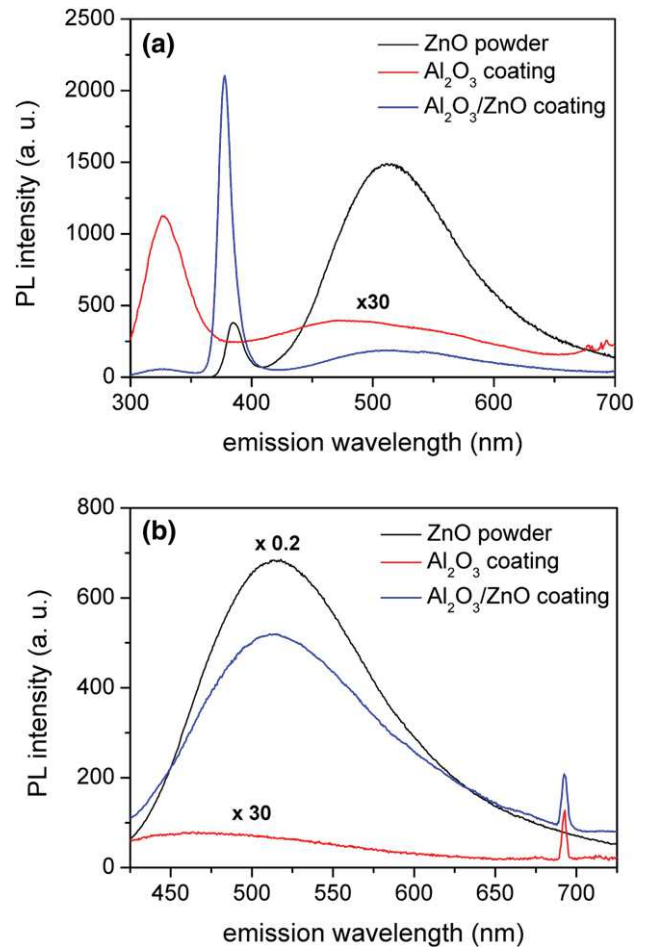 (a)
ZnO powder
Al₂O₃ coating
Al₂O₃/ZnO coating
x30
PL intensity (a. u.)
2500
2000
1500
1000
500
0
300 400 500 600 700
emission wavelength (nm)
(b)
x 0.2
ZnO powder
Al₂O₃ coating
Al₂O₃/ZnO coating
x 30
PL intensity (a. u.)
800
600
400
200
0
450 500 550 600 650 700
emission wavelength (nm)